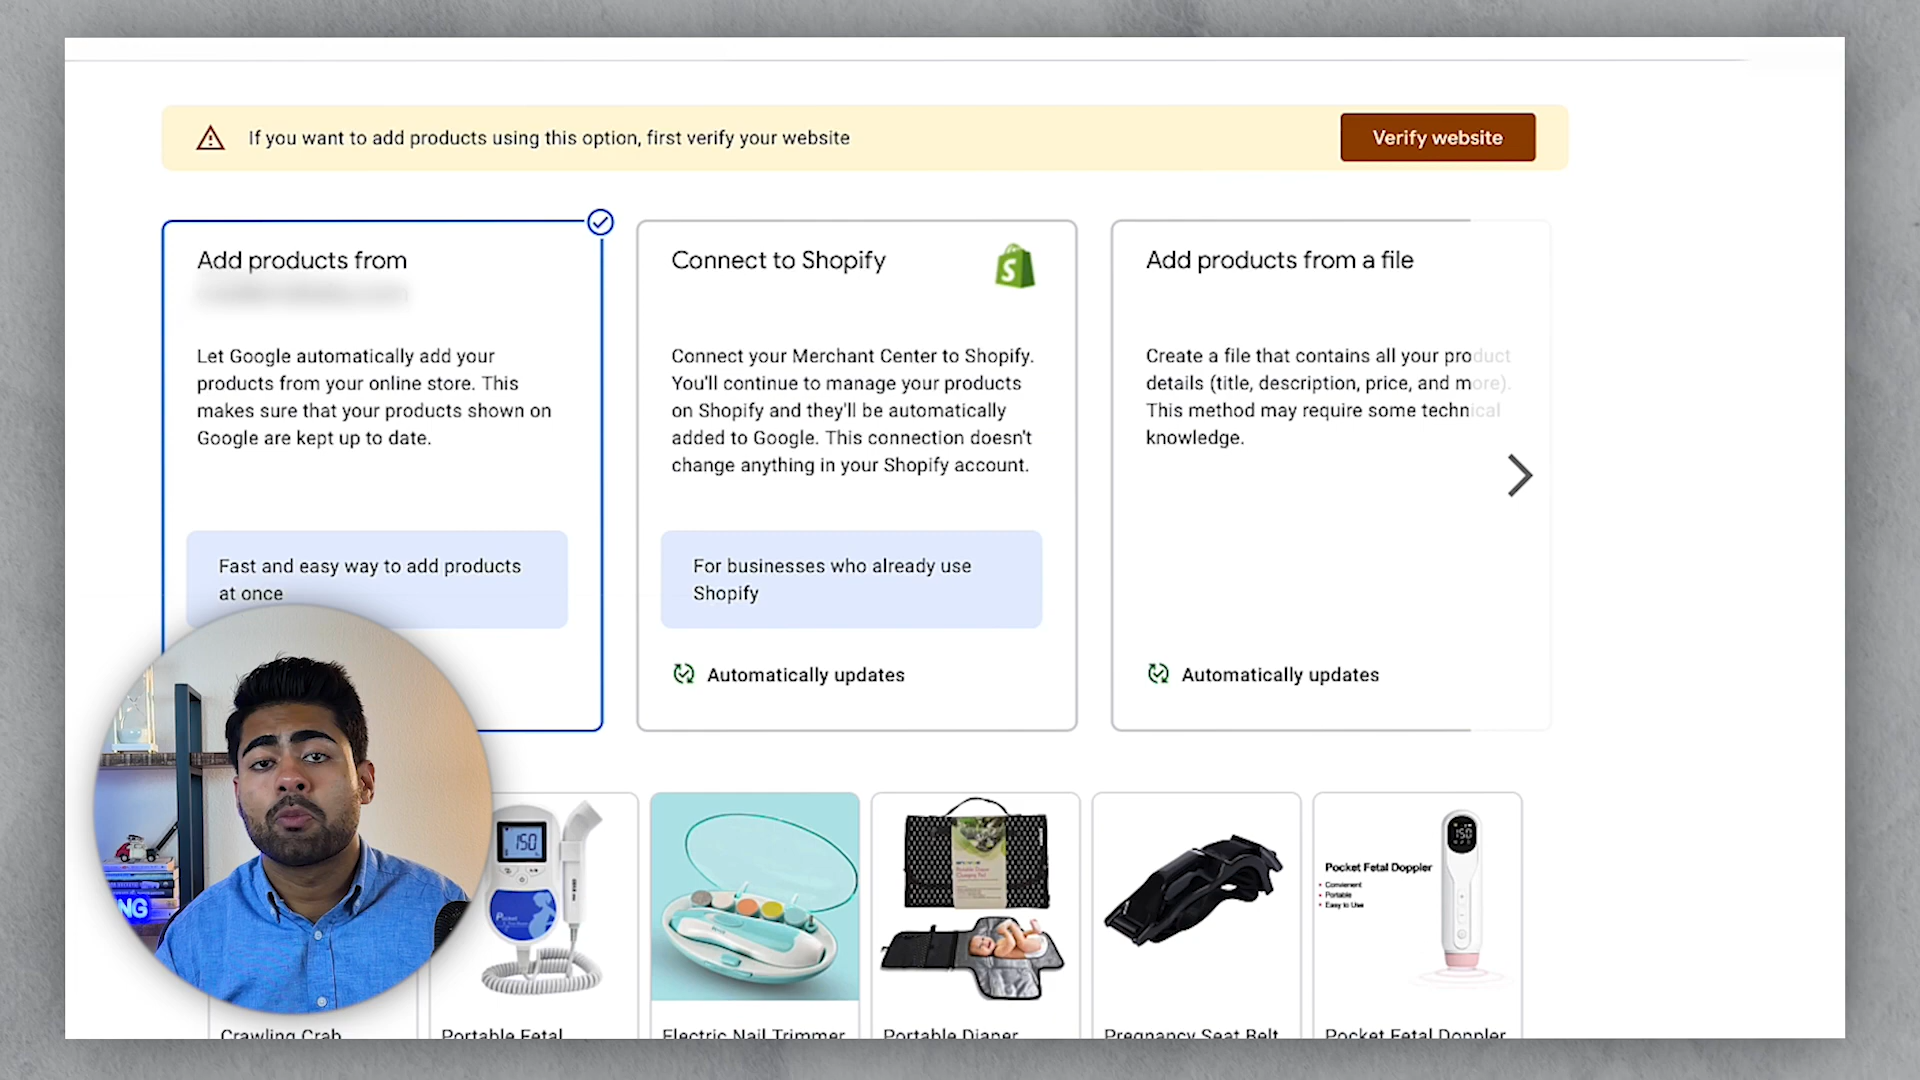 If you want to add products using this option, first verify your website
Verify website
Add products from
Let Google automatically add your
products from your online store. This
makes sure that your products shown on
Google are kept up to date.
Fast and easy way to add products
at once
Connect to Shopify
Connect your Merchant Center to Shopify.
You'll continue to manage your products
on Shopify and they'll be automatically
added to Google. This connection doesn't
change anything in your Shopify account.
For businesses who already use
Shopify
Automatically updates
Add products from a file
Create a file that contains all your product
details (title, description, price, and more).
This method may require some technical
knowledge.
Automatically updates
NG
150
Pocket
150
Pocket Fetal Doppler
• Convenient
• Portable
• Easy to Use
Crawling Crab
Portable Fetal
Electric Nail Trimmer
Portable Diaper
Pregnancy Seat Belt
Pocket Fetal Doppler